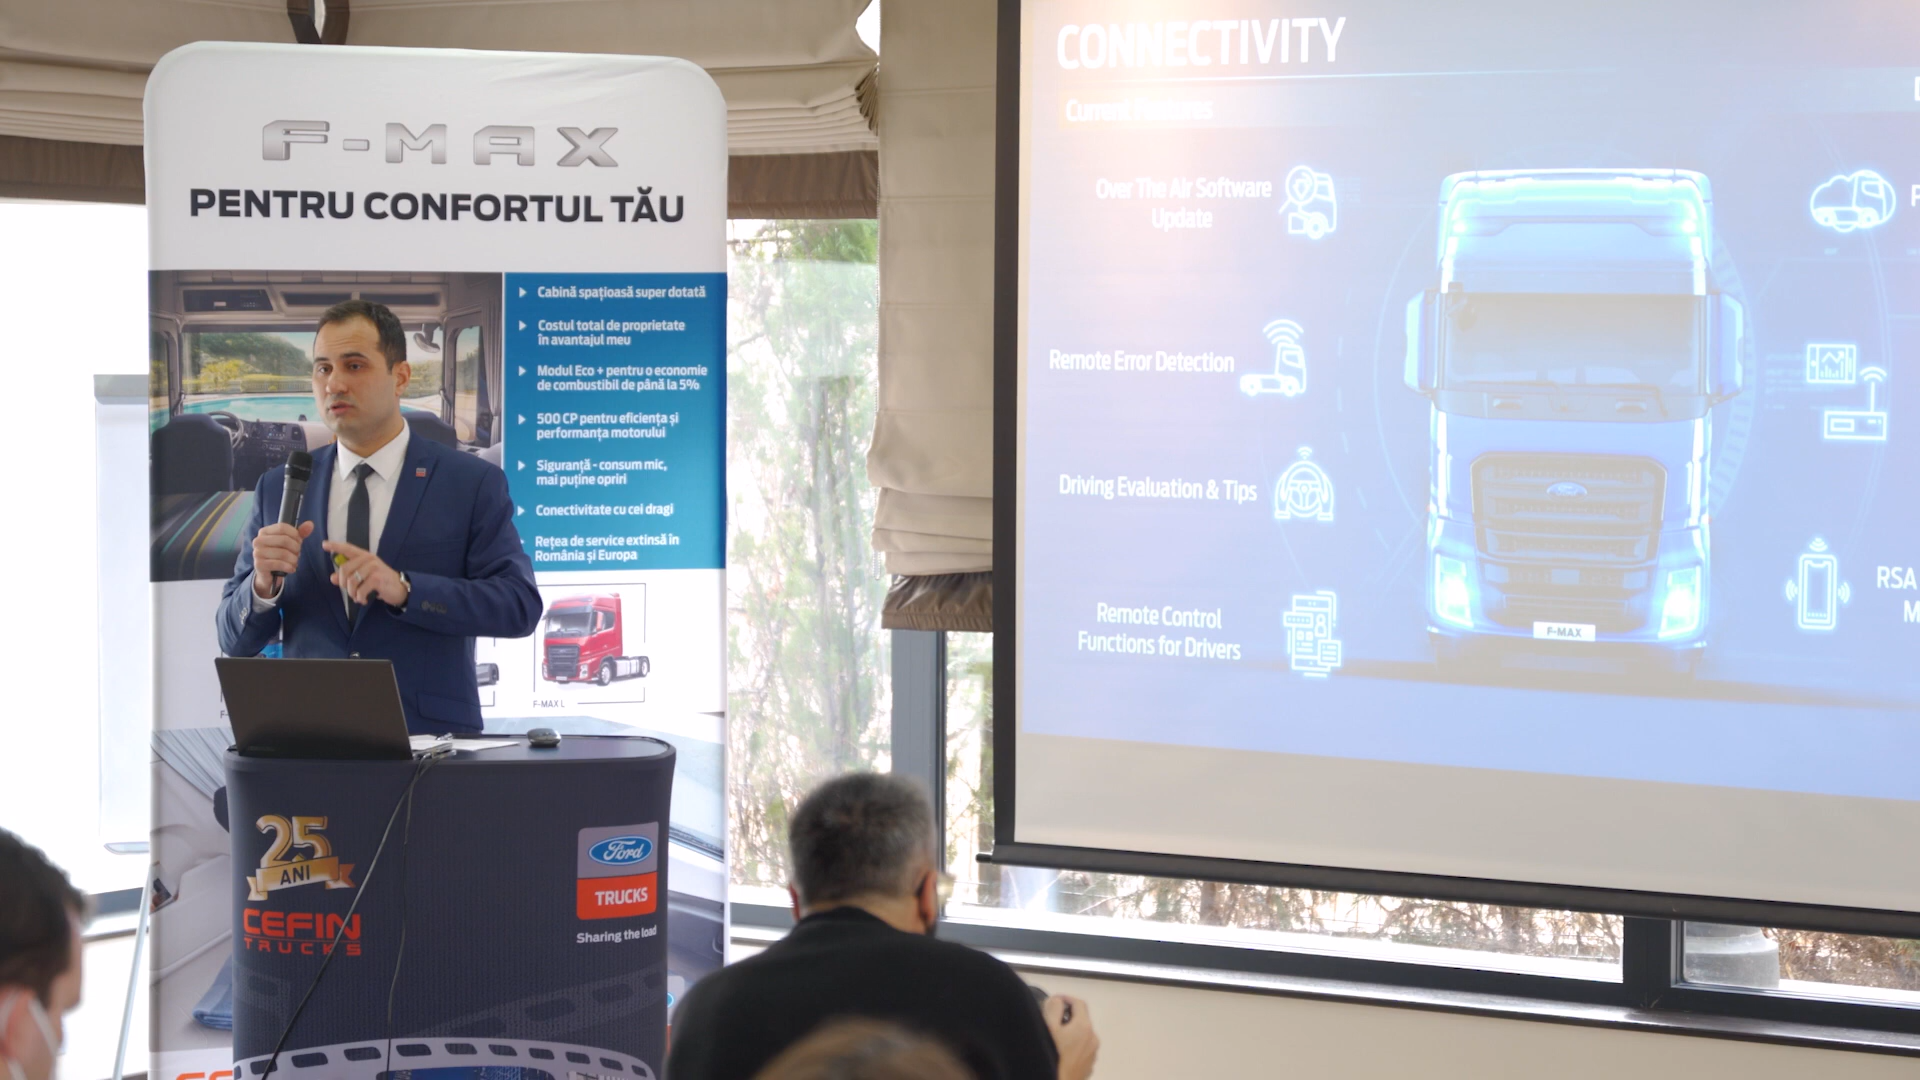 F-MAX
PENTRU CONFORTUL TĂU
Cabină spațioasă super dotată
Costul total de proprietate
în avantajul meu
Modul Eco + pentru o economie
de combustibil de până la 5%
500 CP pentru eficiența și
performanța motorului
Siguranță - consum mic,
mai puține opriri
Conectivitate cu cei dragi
Rețea de service extinsă în
România și Europa
F-MAX L
25
ANI
CEFIN
TRUCKS
Ford
TRUCKS
Sharing the load
CONNECTIVITY
Current Features
Over The Air Software
Update
Remote Error Detection
Driving Evaluation & Tips
Remote Control
Functions for Drivers
Ford
F-MAX
RSA